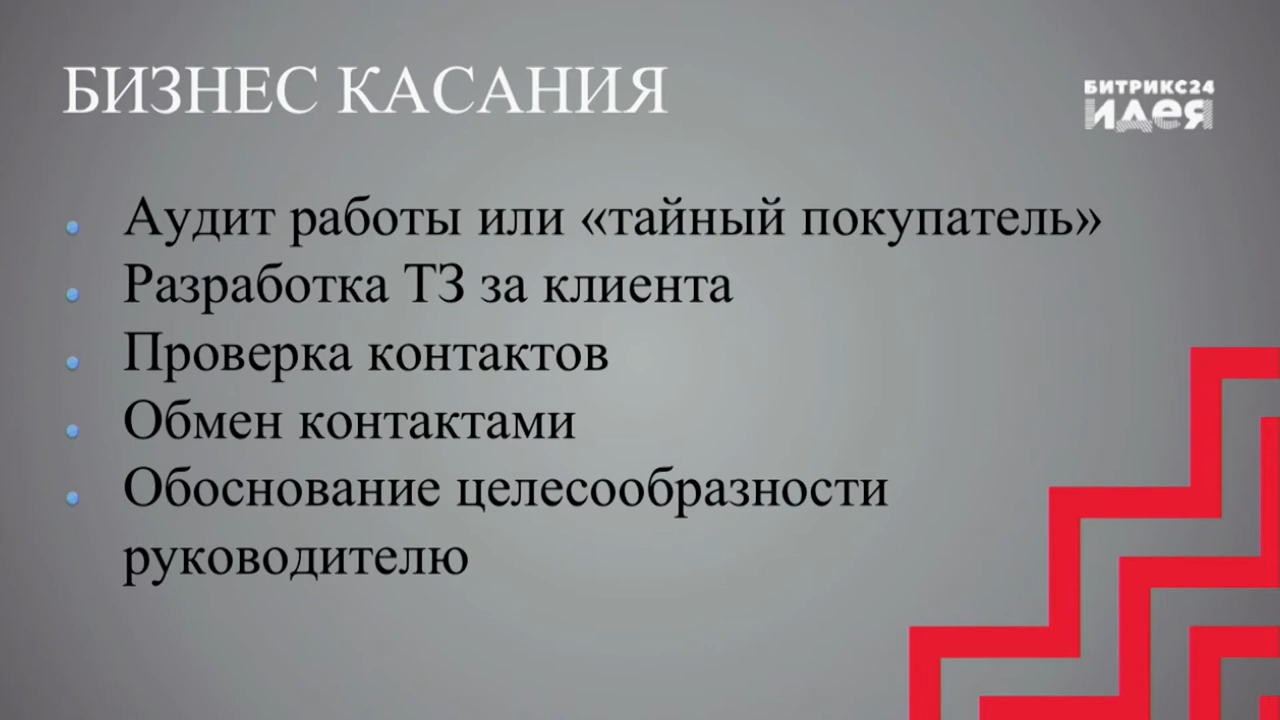 БИЗНЕС КАСАНИЯ
БИТРИКС24
идея
Аудит работы или «тайный покупатель»
Разработка ТЗ за клиента
Проверка контактов
Обмен контактами
Обоснование целесообразности
руководителю